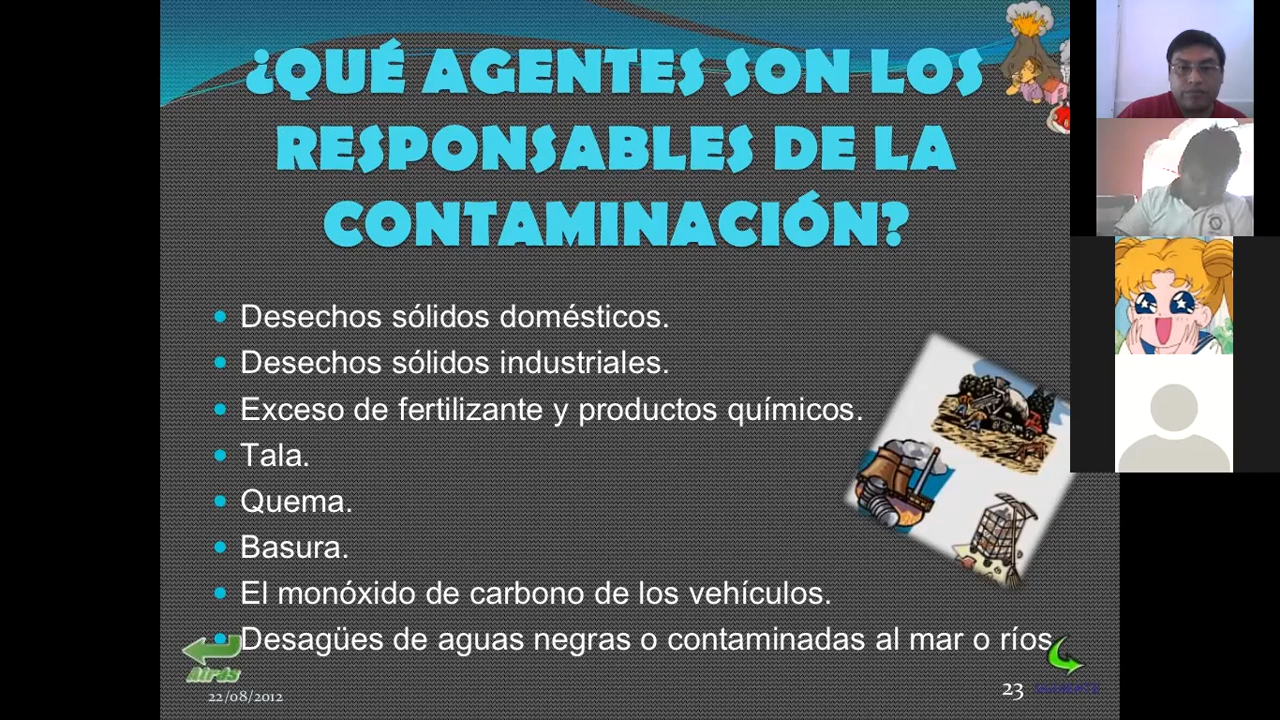 ¿QUÉ AGENTES SON LOS
RESPONSABLES DE LA
CONTAMINACIÓN?
Desechos sólidos domésticos.
Desechos sólidos industriales.
Exceso de fertilizante y productos químicos.
Tala.
Quema.
Basura.
El monóxido de carbono de los vehículos.
Desagües de aguas negras o contaminadas al mar o ríos
Atrás
22/08/2012
23